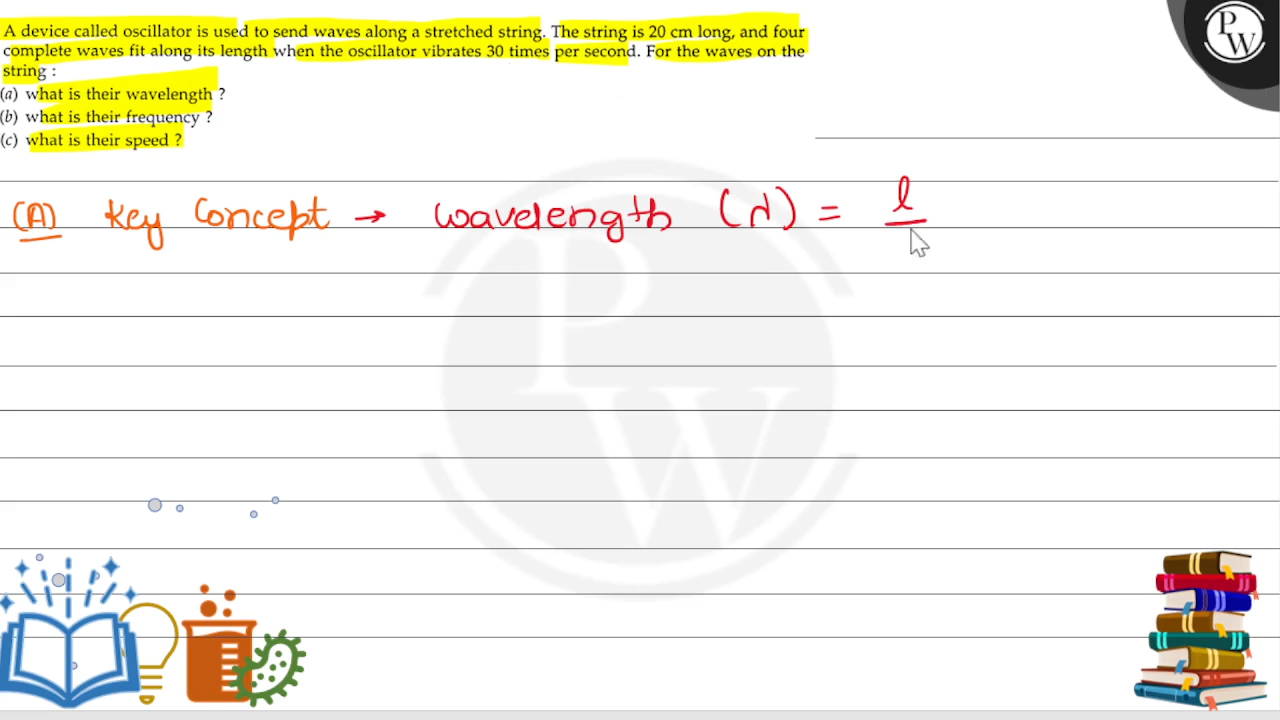 A device called oscillator is used to send waves along a stretched string. The string is 20 cm long, and four
complete waves fit along its length when the oscillator vibrates 30 times per second. For the waves on the
string :
(a) what is their wavelength ?
(b) what is their frequency ?
(c) what is their speed ?
(A) Key Concept → wavelength (λ) = l
P
W
P
W